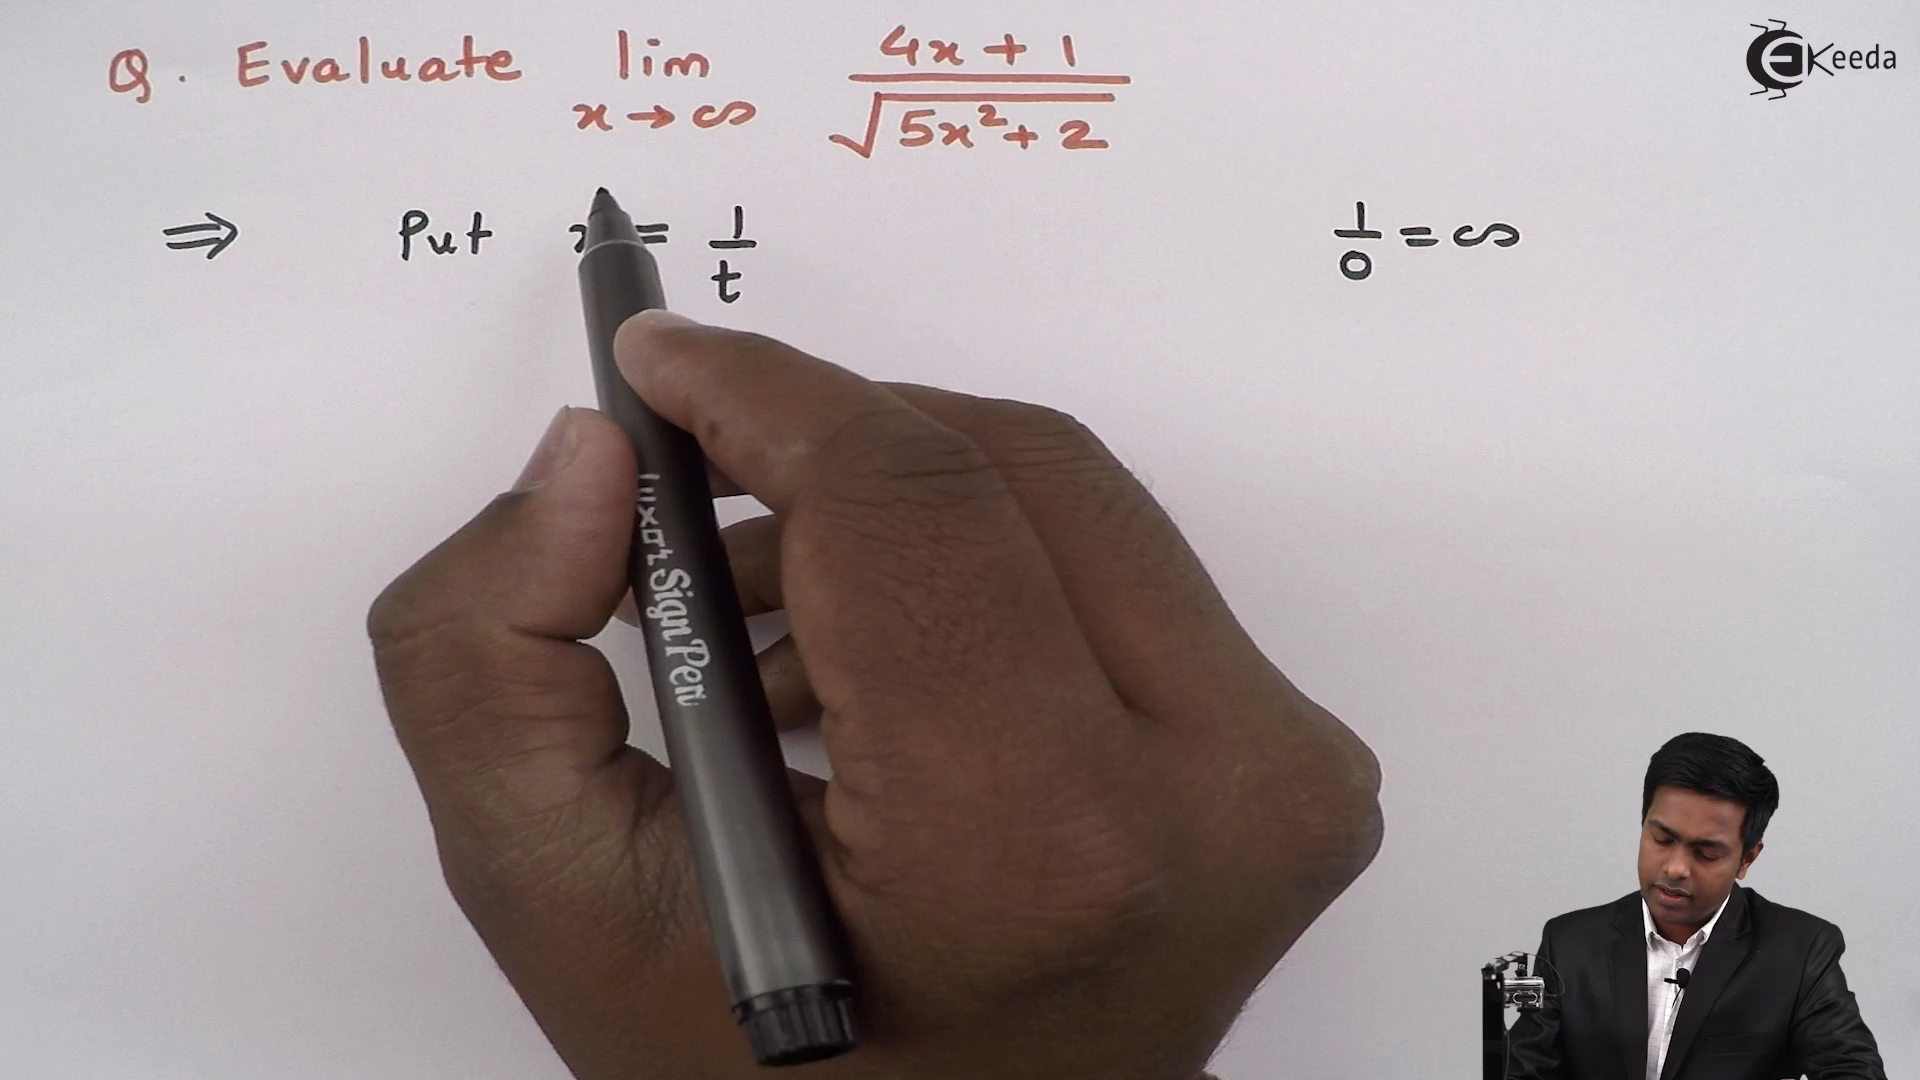 Q. Evaluate lim x→∞ 4x + 1 / √5x² + 2
⇒ Put x = 1/t
1/0 = ∞
Keeda
luxor Sign Pen